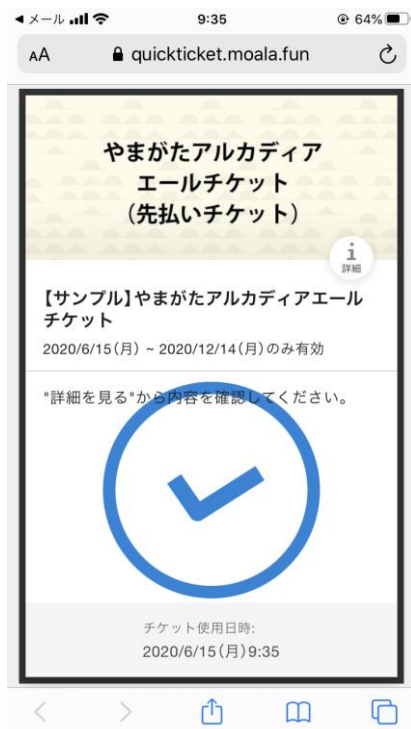 メール 9:35 64%
AA quickticket.moala.fun
やまがたアルカディア
エールチケット
(先払いチケット)
i
詳細
【サンプル】やまがたアルカディアエール
チケット
2020/6/15(月) ~ 2020/12/14(月)のみ有効
"詳細を見る"から内容を確認してください。
チケット使用日時:
2020/6/15(月)9:35